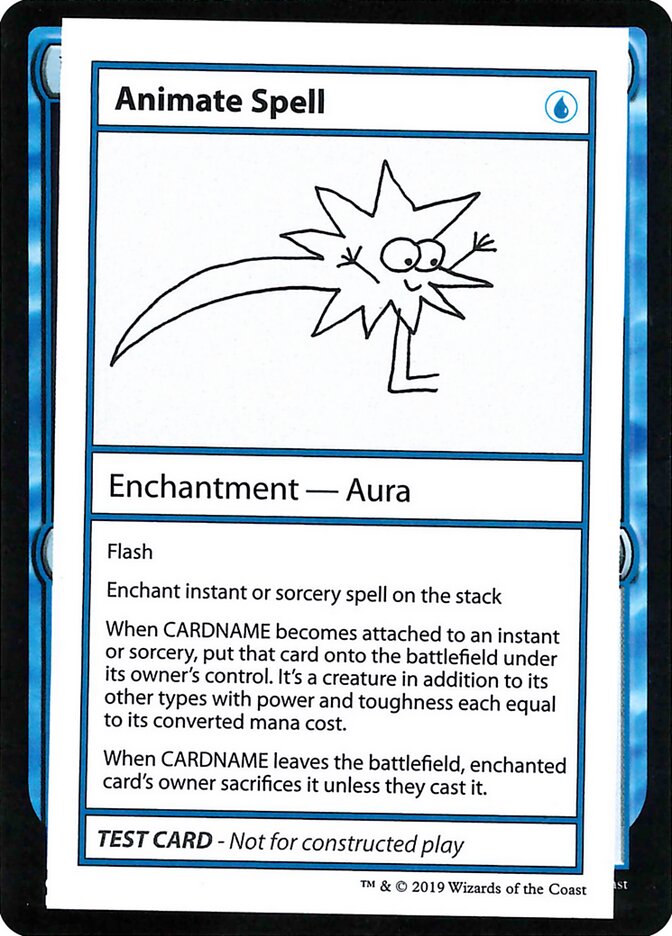 Animate Spell
Enchantment — Aura
Flash
Enchant instant or sorcery spell on the stack
When CARDNAME becomes attached to an instant
or sorcery, put that card onto the battlefield under
its owner's control. It's a creature in addition to its
other types with power and toughness each equal
to its converted mana cost.
When CARDNAME leaves the battlefield, enchanted
card's owner sacrifices it unless they cast it.
TEST CARD - Not for constructed play
™ & © 2019 Wizards of the Coast